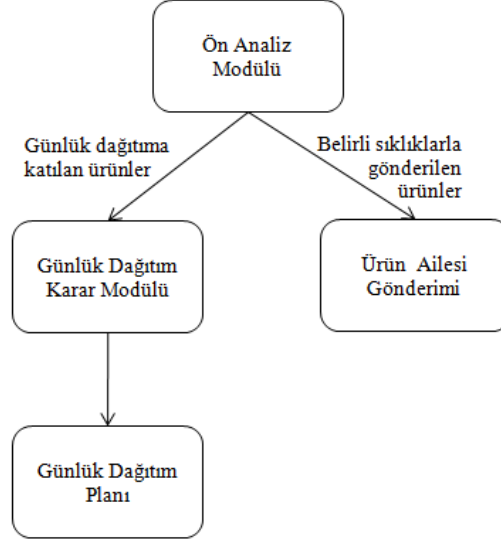 Ön Analiz
Modülü
Günlük dağıtıma
katılan ürünler
Belirli sıklıklarla
gönderilen
ürünler
Günlük Dağıtım
Karar Modülü
Ürün Ailesi
Gönderimi
Günlük Dağıtım
Planı